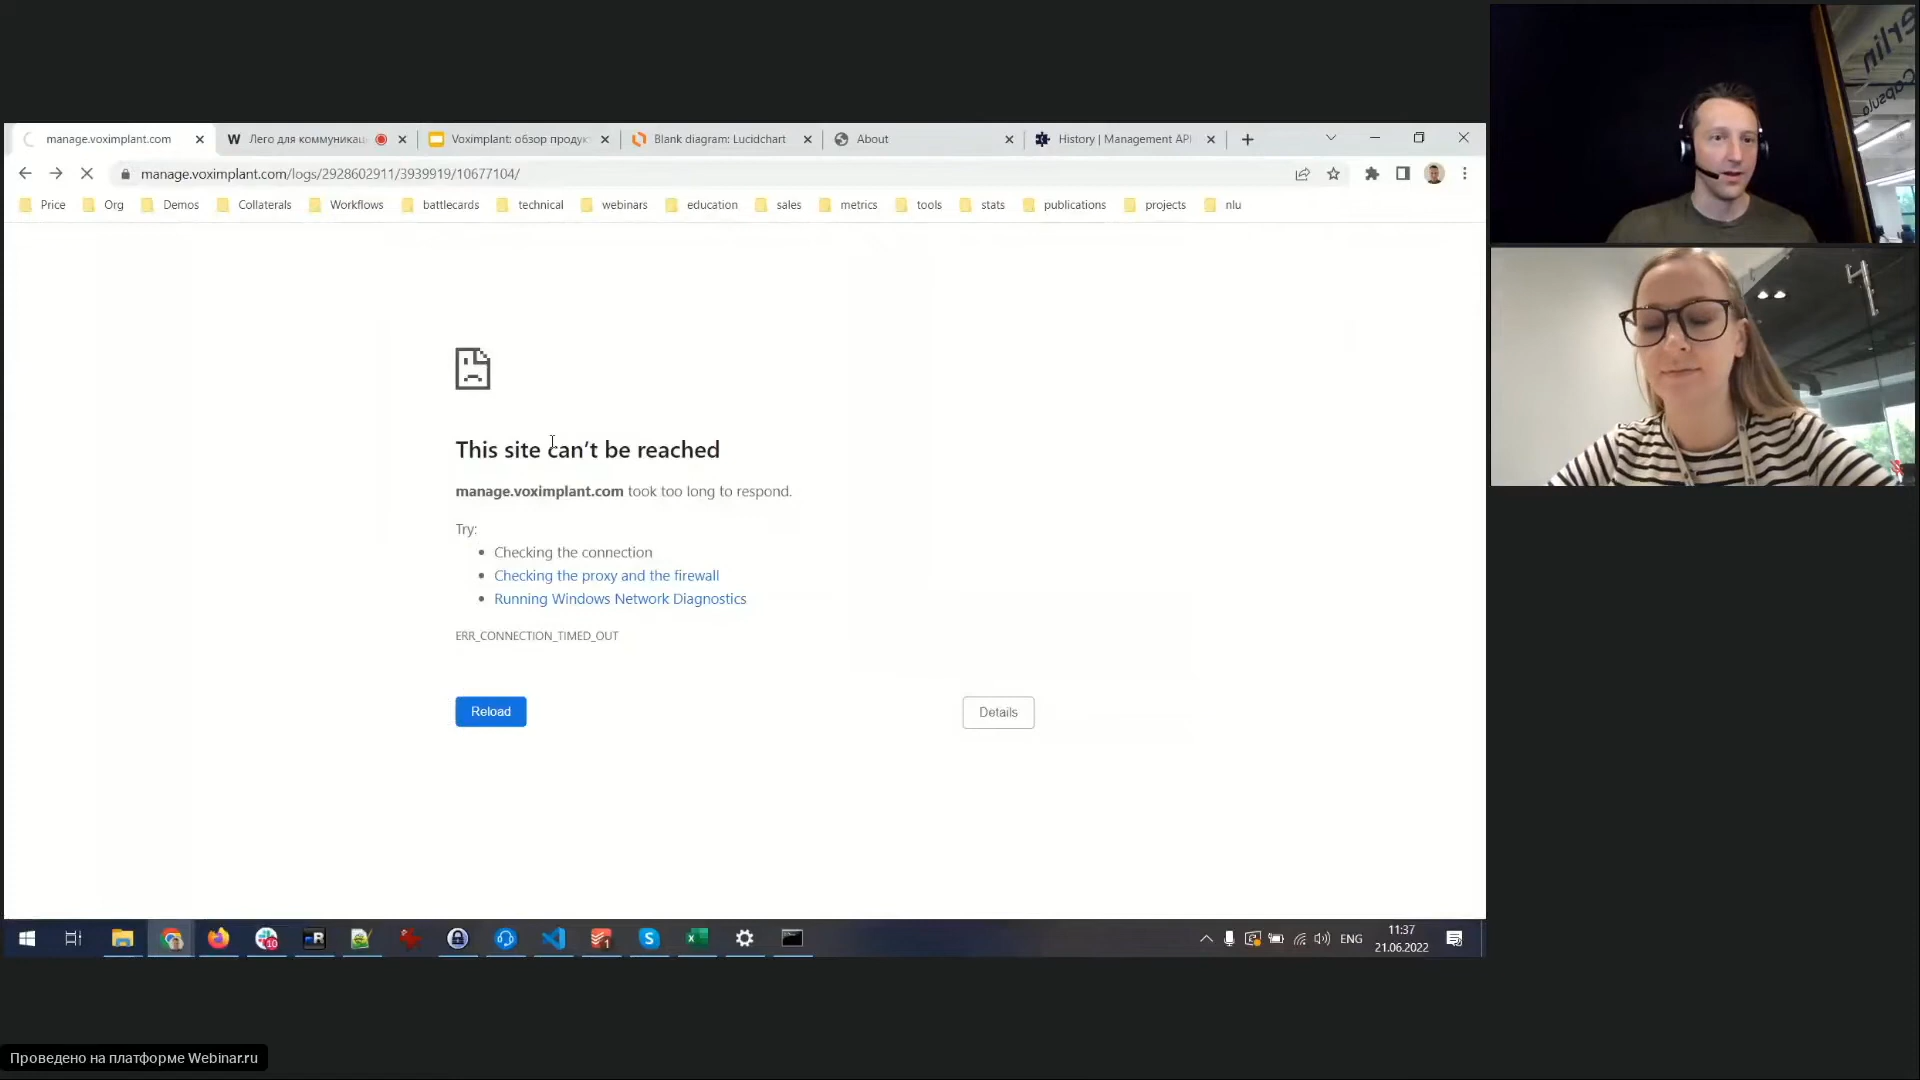 manage.voximplant.com
Лего для коммуникац
Voximplant: обзор продук
Blank diagram: Lucidchart
About
History | Management API
manage.voximplant.com/logs/2928602911/3939919/10677104/
Price
Org
Demos
Collaterals
Workflows
battlecards
technical
webinars
education
sales
metrics
tools
stats
publications
projects
nlu
This site can’t be reached
manage.voximplant.com took too long to respond.
Try:
Checking the connection
Checking the proxy and the firewall
Running Windows Network Diagnostics
ERR_CONNECTION_TIMED_OUT
Reload
Details
ENG
11:37
21.06.2022
Проведено на платформе Webinar.ru